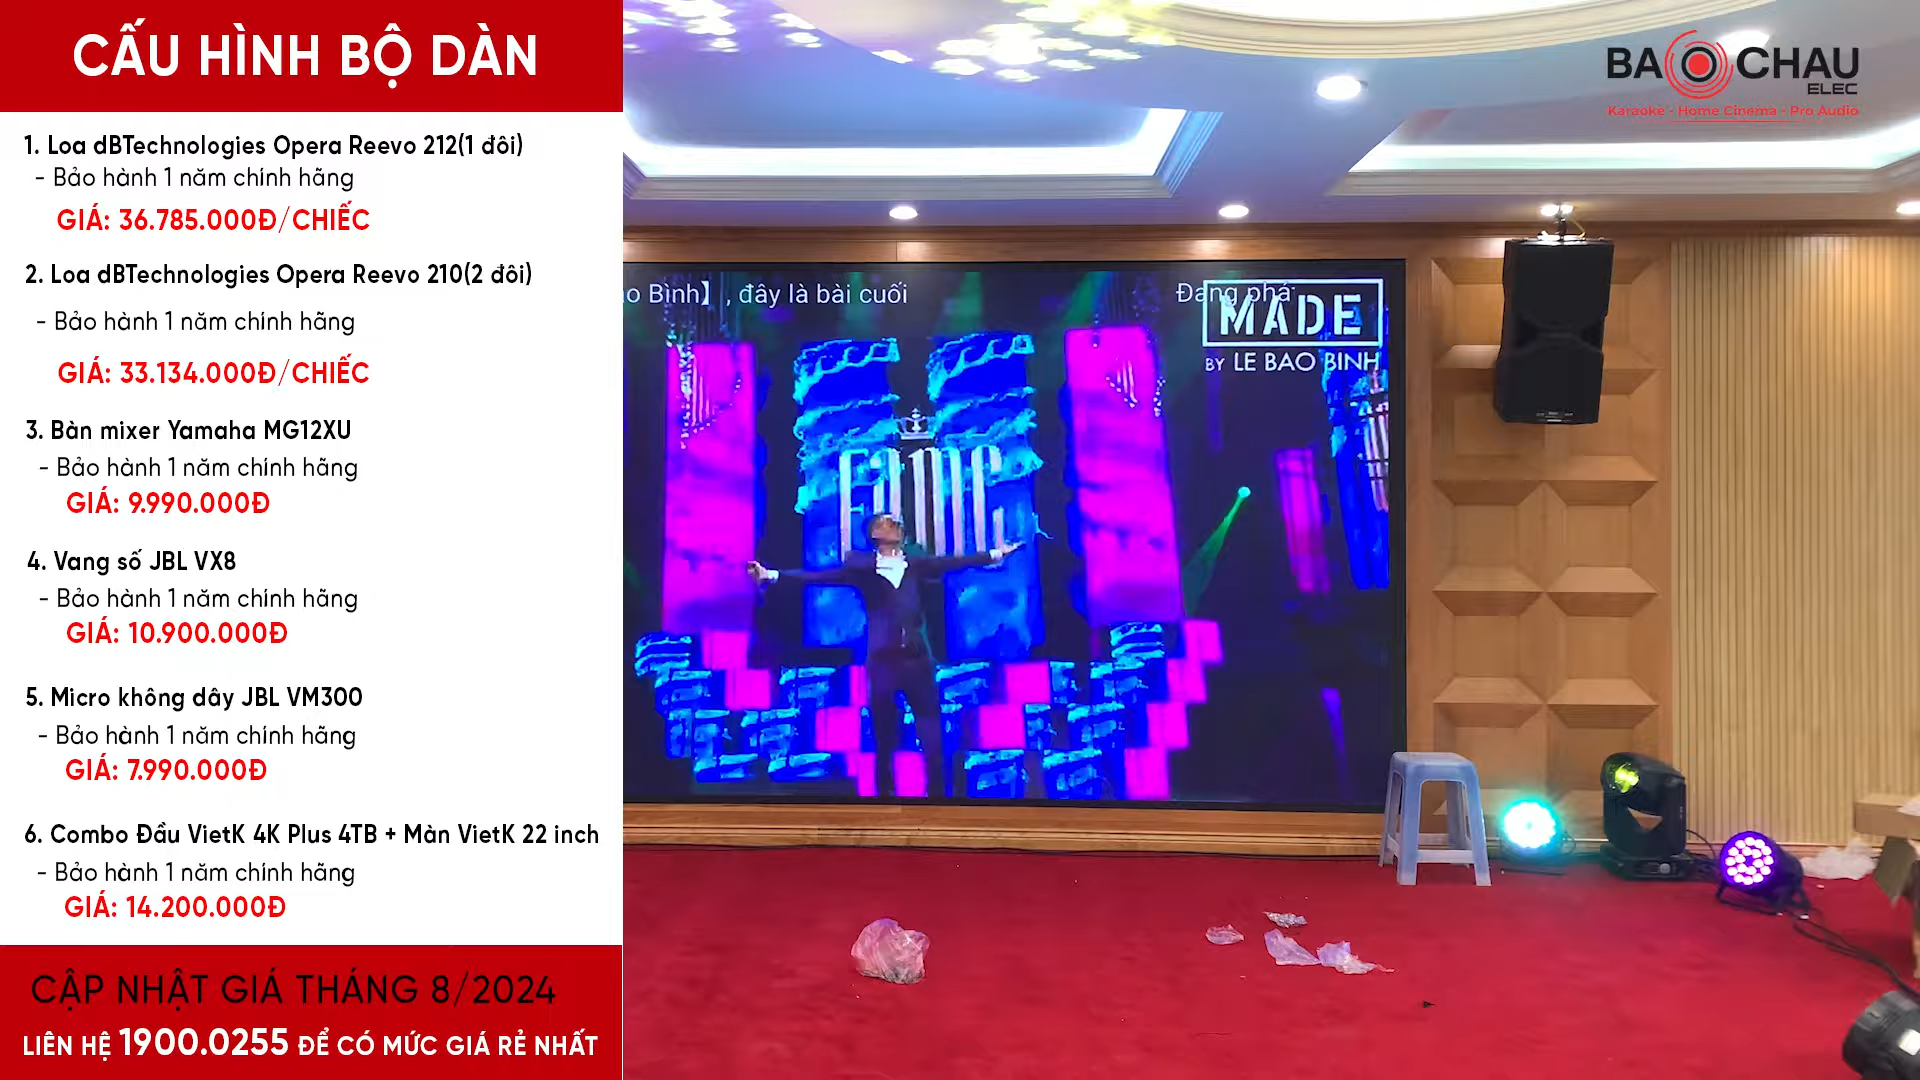 CẤU HÌNH BỘ DÀN
1. Loa dBTechnologies Opera Reevo 212(1 đôi)
- Bảo hành 1 năm chính hãng
GIÁ: 36.785.000Đ/CHIẾC
2. Loa dBTechnologies Opera Reevo 210(2 đôi)
- Bảo hành 1 năm chính hãng
GIÁ: 33.134.000Đ/CHIẾC
3. Bàn mixer Yamaha MG12XU
- Bảo hành 1 năm chính hãng
GIÁ: 9.990.000Đ
4. Vang số JBL VX8
- Bảo hành 1 năm chính hãng
GIÁ: 10.900.000Đ
5. Micro không dây JBL VM300
- Bảo hành 1 năm chính hãng
GIÁ: 7.990.000Đ
6. Combo Đầu VietK 4K Plus 4TB + Màn VietK 22 inch
- Bảo hành 1 năm chính hãng
GIÁ: 14.200.000Đ
CẬP NHẬT GIÁ THÁNG 8/2024
LIÊN HỆ 1900.0255 ĐỂ CÓ MỨC GIÁ RẺ NHẤT
BAO CHAU
ELEC
Karaoke - Home Cinema - Pro Audio
o Bình】, đây là bài cuối
Đang phá
MADE
BY LE BAO BINH
Fame